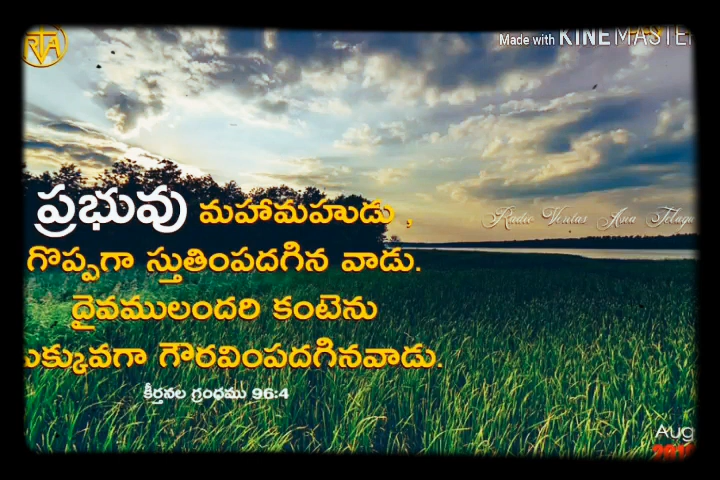 Made with KINEMASTER
ప్రభువు మహామహుడు ,
Radio Veritas Asia Telugu
గొప్పగా స్తుతింపదగిన వాడు.
దైవములందరి కంటెను
ఎక్కువగా గౌరవింపదగినవాడు.
కీర్తనల గ్రంధము 96:4
Aug